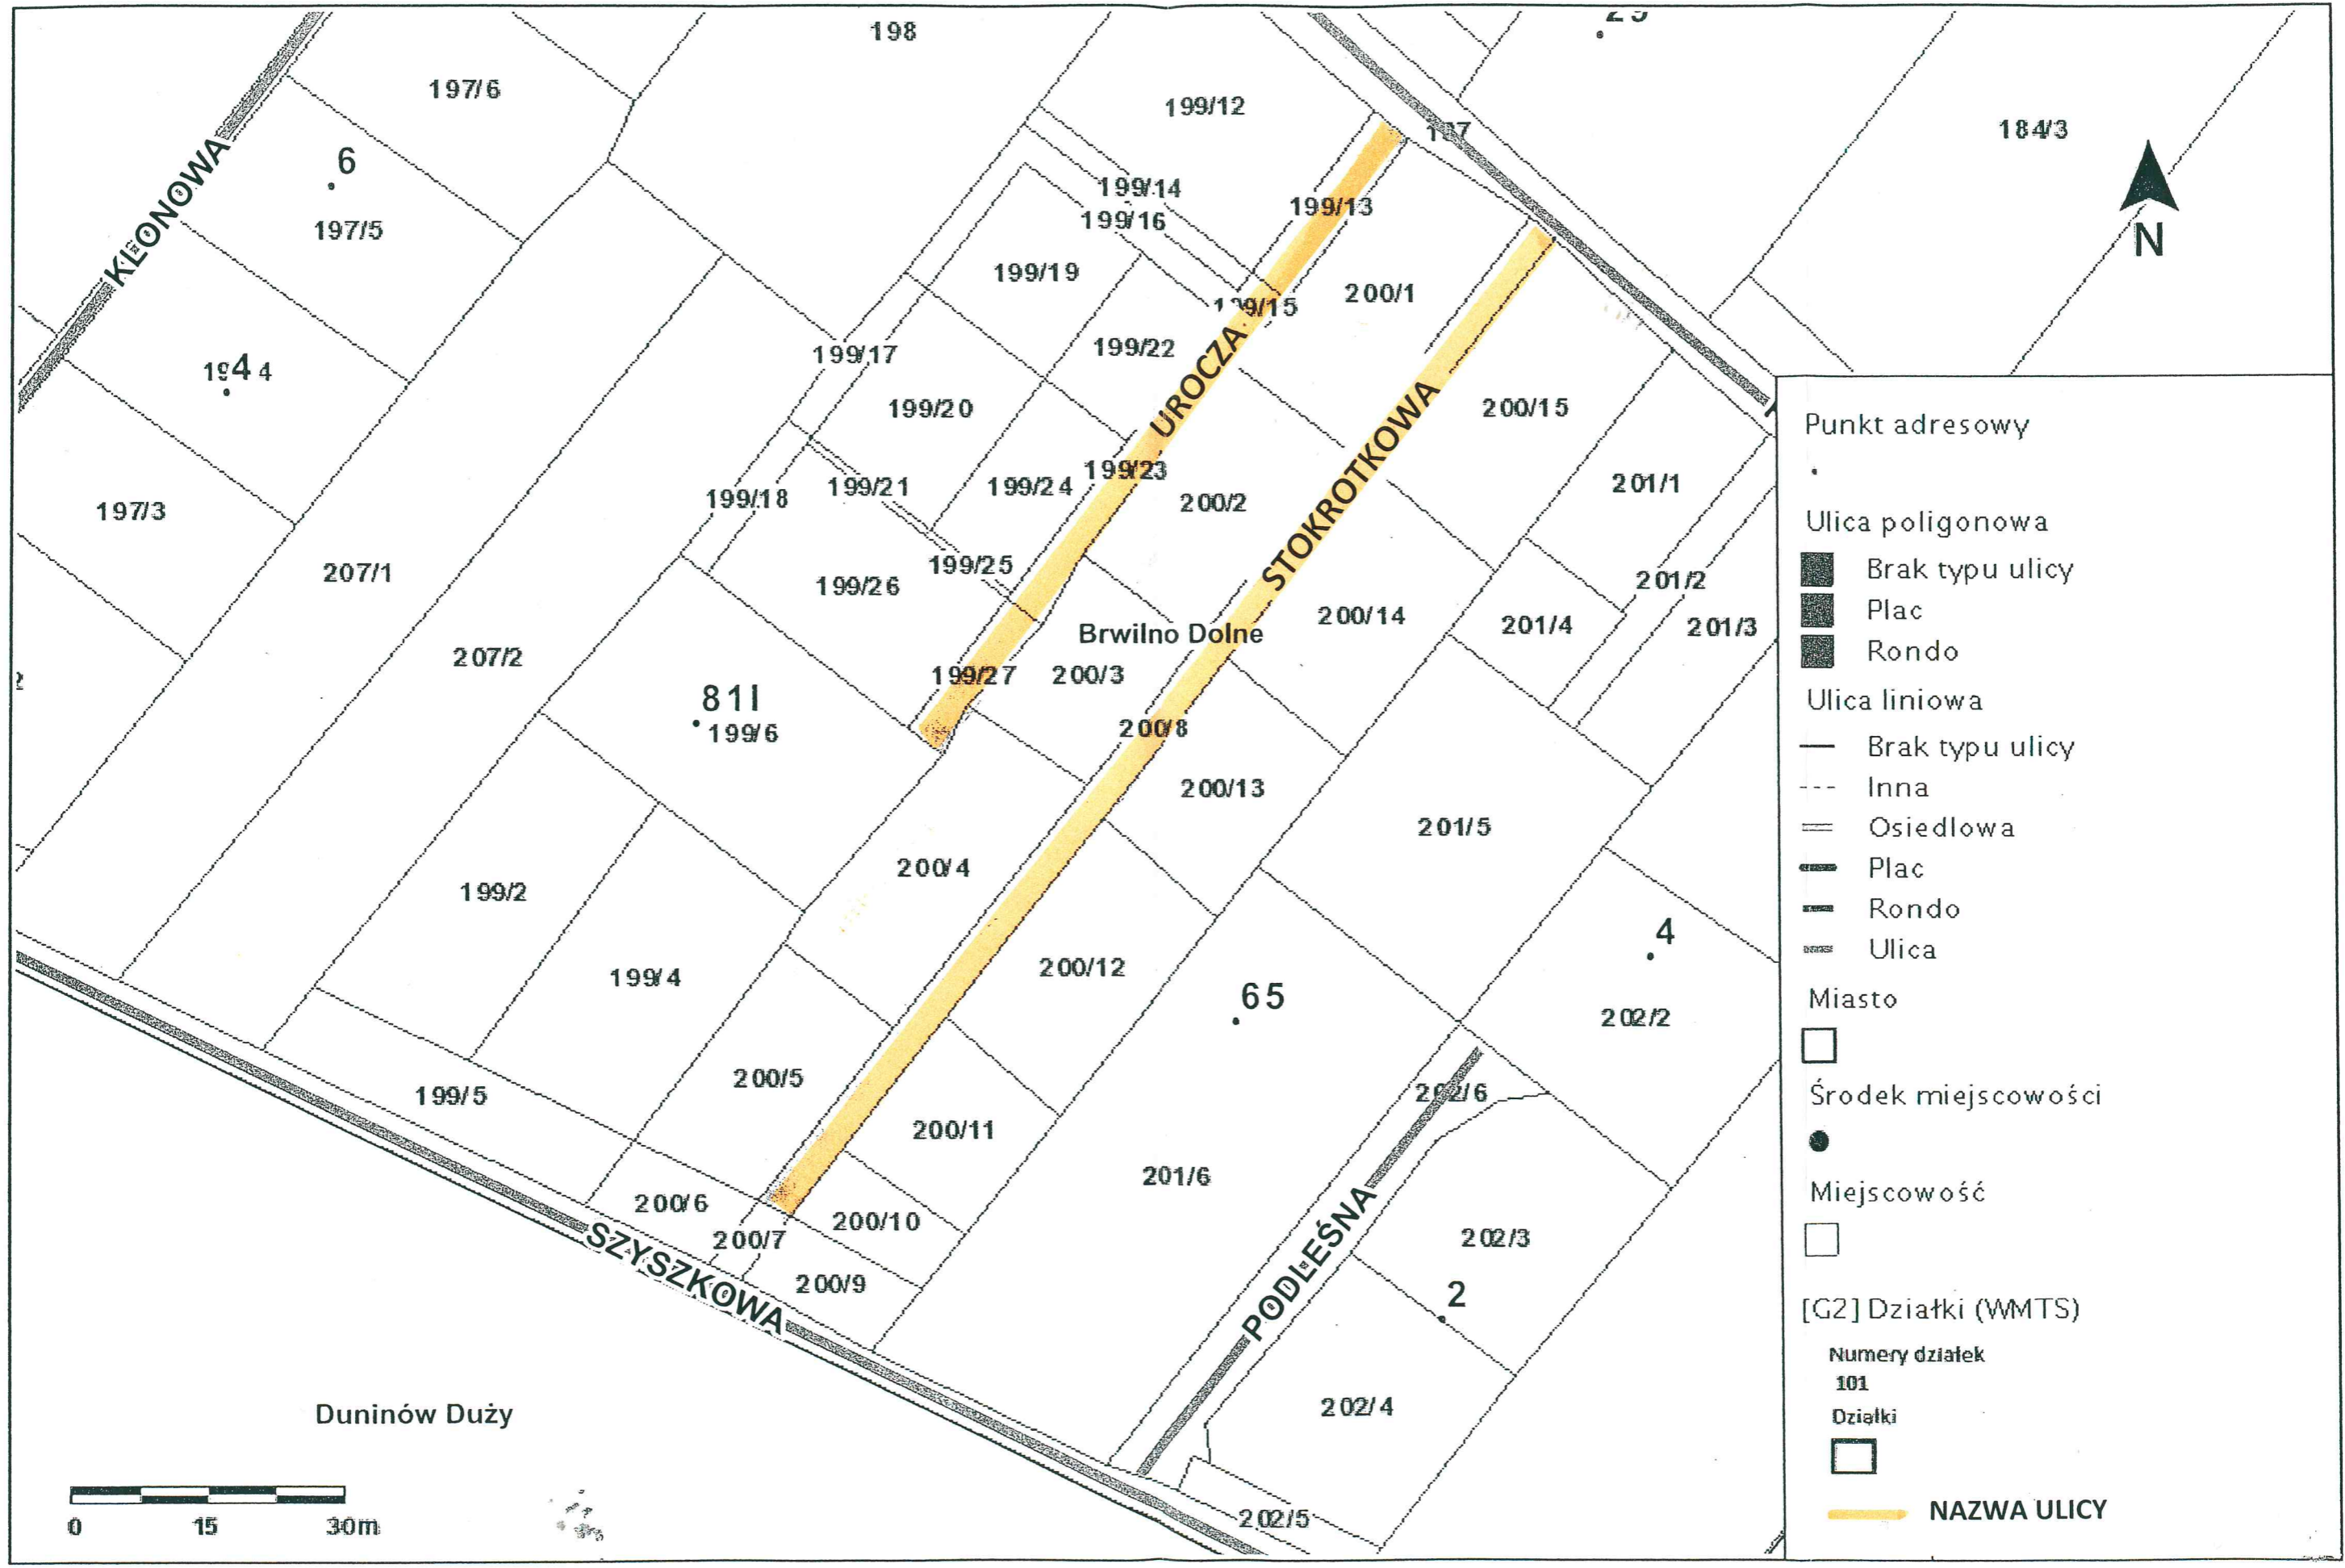 198
197/6
199/12
184/3
6
KLONOWA
197/5
199/14
199/16
199/13
N
199/19
200/1
199/15
199/22
199/17
UROCZA
4
199/20
STOKROTKOWA
200/15
199/23
201/1
197/3
199/18
199/21
199/24
200/2
199/25
207/1
199/26
201/2
200/14
201/4
201/3
Brwilno Dolne
207/2
199/27
200/3
81I
199/6
200/8
200/13
201/5
200/4
199/2
4
200/12
199/4
65
202/2
200/5
199/5
202/6
200/11
201/6
200/6
200/10
200/7
SZYSZKOWA
200/9
PODLEŚNA
202/3
2
202/4
202/5
Duninów Duży
0 15 30m
Punkt adresowy
Ulica poligonowa
Brak typu ulicy
Plac
Rondo
Ulica liniowa
Brak typu ulicy
Inna
Osiedlowa
Plac
Rondo
Ulica
Miasto
Środek miejscowości
Miejscowość
[G2] Działki (WMTS)
Numery działek
101
Działki
NAZWA ULICY